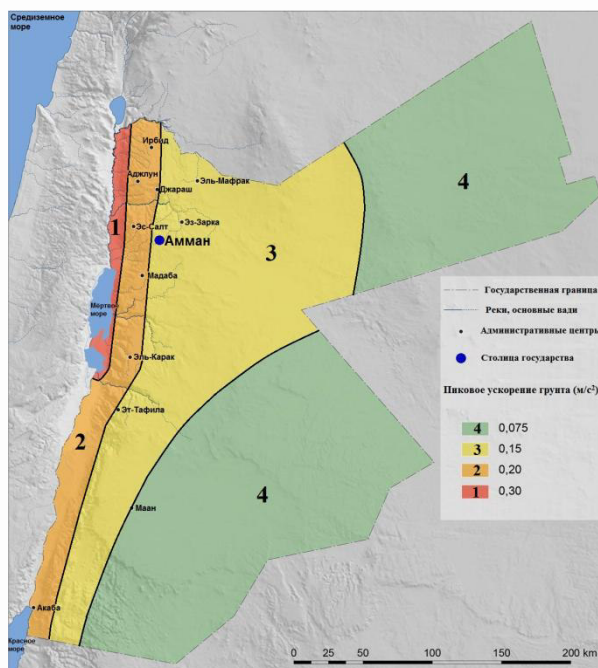 Средиземное
море
Ирбид
Аджлун
Эль-Мафрак
Джараш
4
1
Эс-Салт
Эз-Зарка
Амман
3
Мадаба
Мёртвое
море
Эль-Карак
Эт-Тафила
2
4
Маан
Акаба
Красное
море
Государственная граница
Реки, основные вади
Административные центры
Столица государства
Пиковое ускорение грунта (м/с²)
4 0,075
3 0,15
2 0,20
1 0,30
0 25 50 100 150 200 km